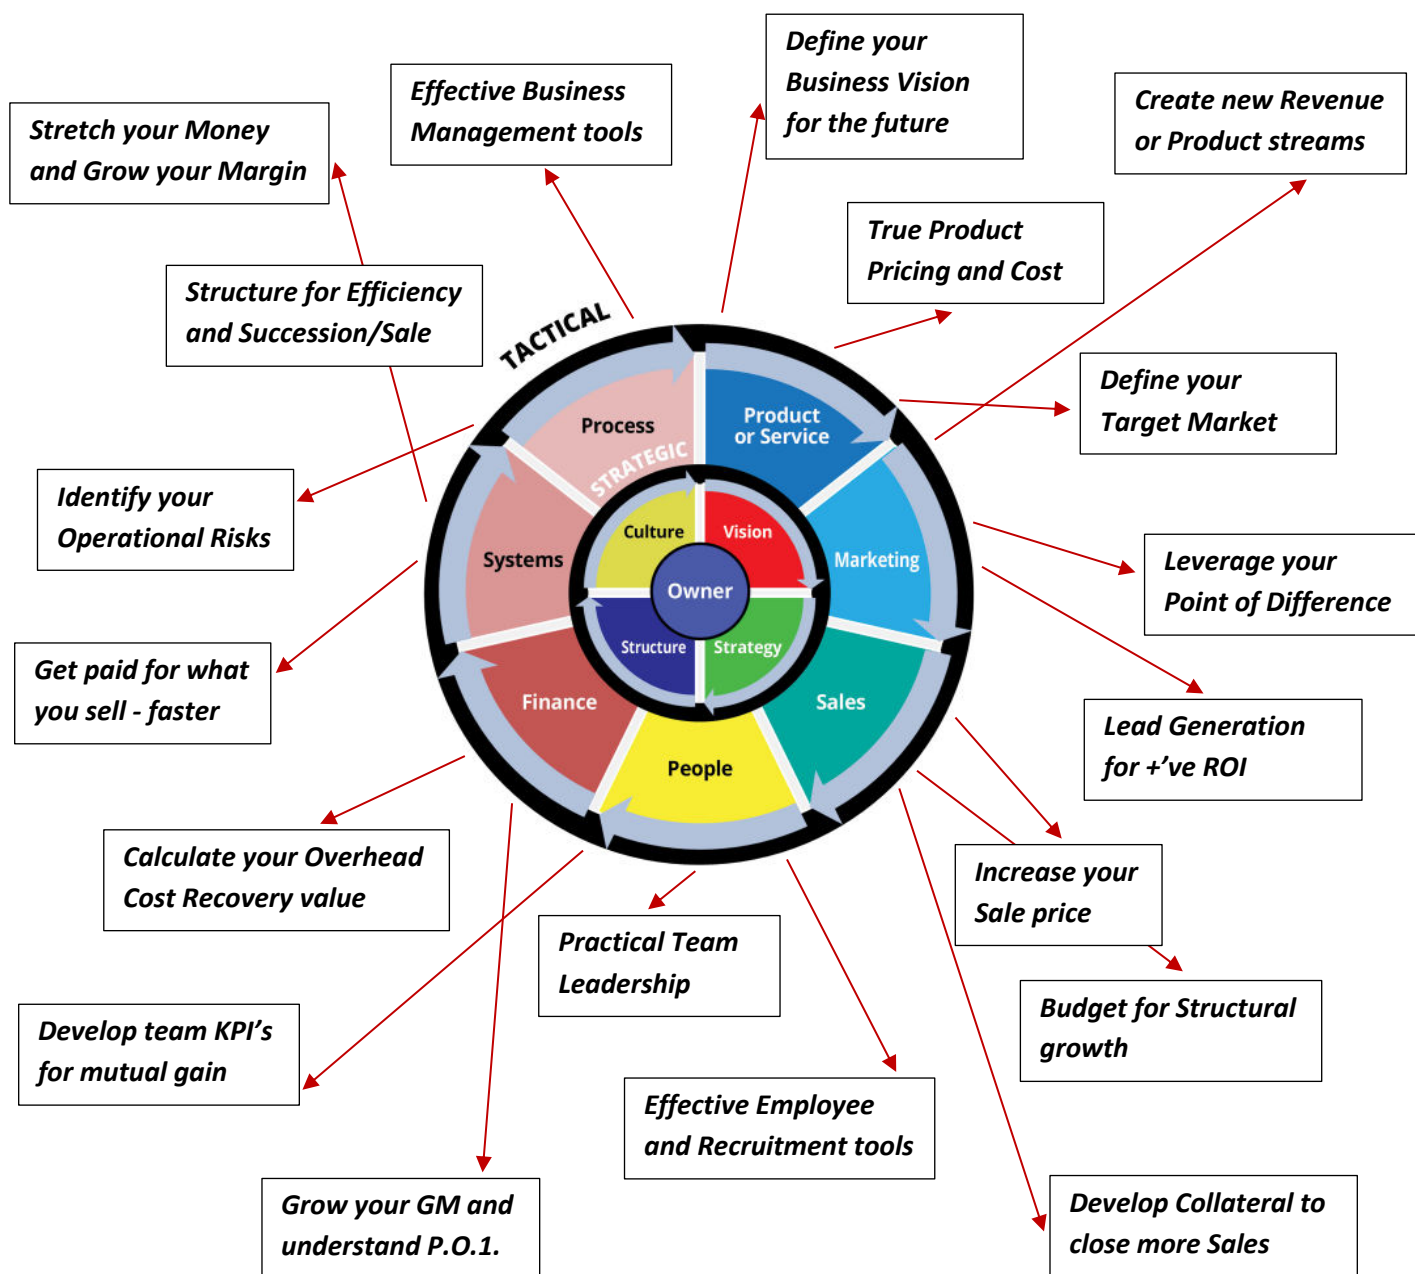 Define your
Business Vision
for the future
Effective Business
Management tools
Create new Revenue
or Product streams
Stretch your Money
and Grow your Margin
True Product
Pricing and Cost
Structure for Efficiency
and Succession/Sale
TACTICAL
Define your
Target Market
Process
Product
or Service
STRATEGIC
Identify your
Operational Risks
Culture
Vision
Systems
Marketing
Owner
Leverage your
Point of Difference
Structure
Strategy
Get paid for what
you sell - faster
Finance
Sales
Lead Generation
for +'ve ROI
People
Calculate your Overhead
Cost Recovery value
Increase your
Sale price
Practical Team
Leadership
Budget for Structural
growth
Develop team KPI's
for mutual gain
Effective Employee
and Recruitment tools
Grow your GM and
understand P.O.1.
Develop Collateral to
close more Sales